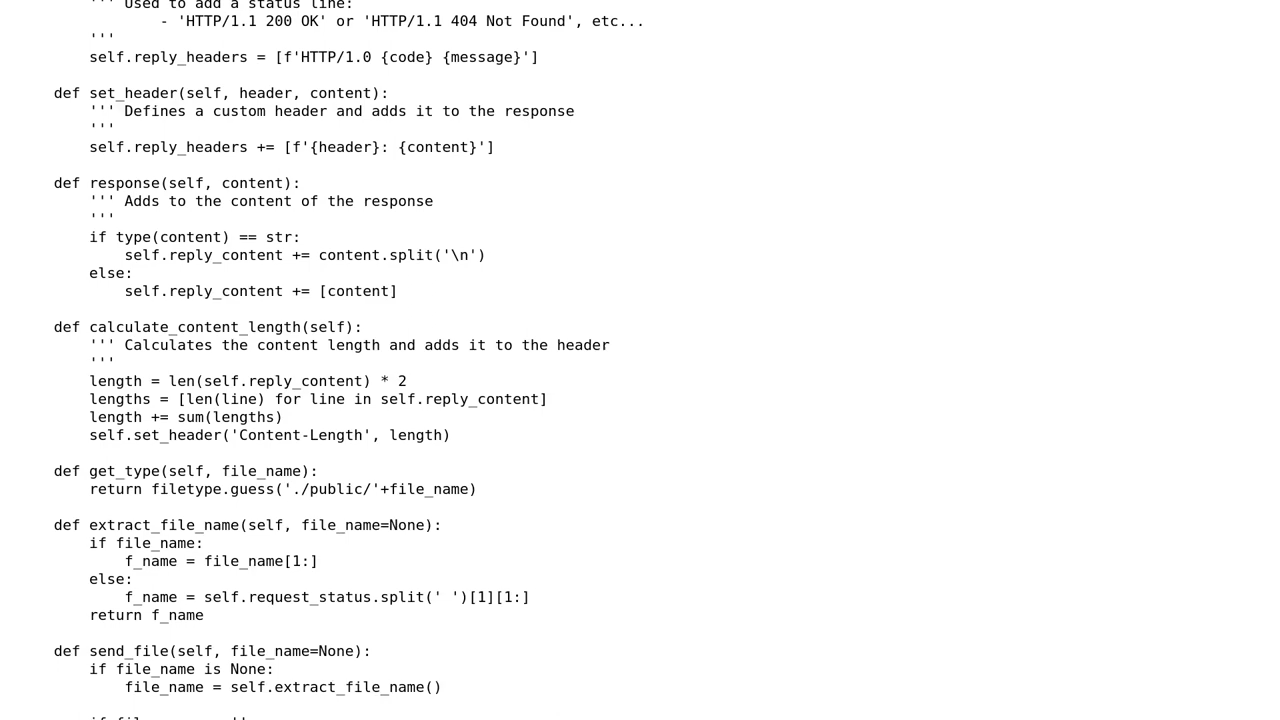 ''' Used to add a status line:
- 'HTTP/1.1 200 OK' or 'HTTP/1.1 404 Not Found', etc...
'''
self.reply_headers = [f'HTTP/1.0 {code} {message}']
def set_header(self, header, content):
''' Defines a custom header and adds it to the response
'''
self.reply_headers += [f'{header}: {content}']
def response(self, content):
''' Adds to the content of the response
'''
if type(content) == str:
self.reply_content += content.split('\n')
else:
self.reply_content += [content]
def calculate_content_length(self):
''' Calculates the content length and adds it to the header
'''
length = len(self.reply_content) * 2
lengths = [len(line) for line in self.reply_content]
length += sum(lengths)
self.set_header('Content-Length', length)
def get_type(self, file_name):
return filetype.guess('./public/'+file_name)
def extract_file_name(self, file_name=None):
if file_name:
f_name = file_name[1:]
else:
f_name = self.request_status.split(' ')[1][1:]
return f_name
def send_file(self, file_name=None):
if file_name is None:
file_name = self.extract_file_name()